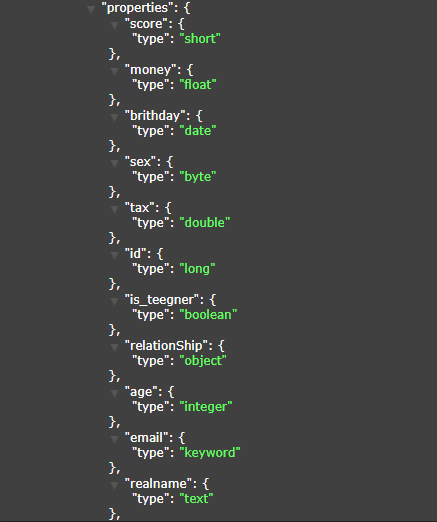 "properties": {
"score": {
"type": "short"
},
"money": {
"type": "float"
},
"brithday": {
"type": "date"
},
"sex": {
"type": "byte"
},
"tax": {
"type": "double"
},
"id": {
"type": "long"
},
"is_teegner": {
"type": "boolean"
},
"relationShip": {
"type": "object"
},
"age": {
"type": "integer"
},
"email": {
"type": "keyword"
},
"realname": {
"type": "text"
},